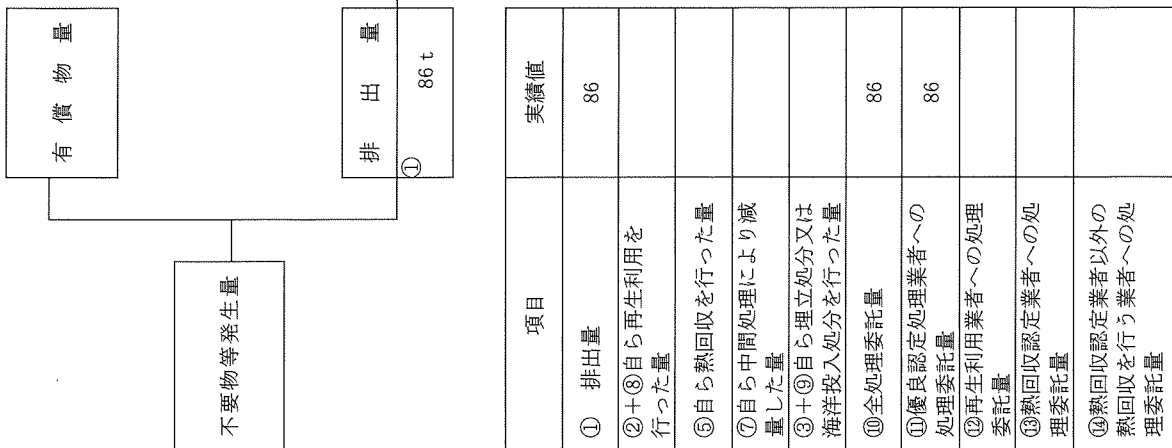 有償物量
不要物等発生量
排出量
①
86 t
項目
実績値
① 排出量
86
②+⑧自ら再生利用を
行った量
⑤自ら熱回収を行った量
⑦自ら中間処理により減
量した量
③+⑨自ら埋立処分又は
海洋投入処分を行った量
⑩全処理委託量
86
⑪優良認定処理業者への
処理委託量
86
⑫再生利用業者への処理
委託量
⑬熱回収認定業者への処
理委託量
⑭熱回収認定業者以外の
熱回収を行う業者への処
理委託量